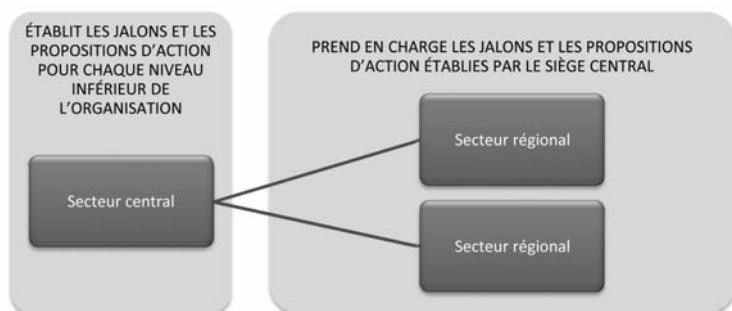 ÉTABLIT LES JALONS ET LES
PROPOSITIONS D'ACTION
POUR CHAQUE NIVEAU
INFÉRIEUR DE
L'ORGANISATION
Secteur central
PREND EN CHARGE LES JALONS ET LES PROPOSITIONS
D'ACTION ÉTABLIES PAR LE SIÈGE CENTRAL
Secteur régional
Secteur régional